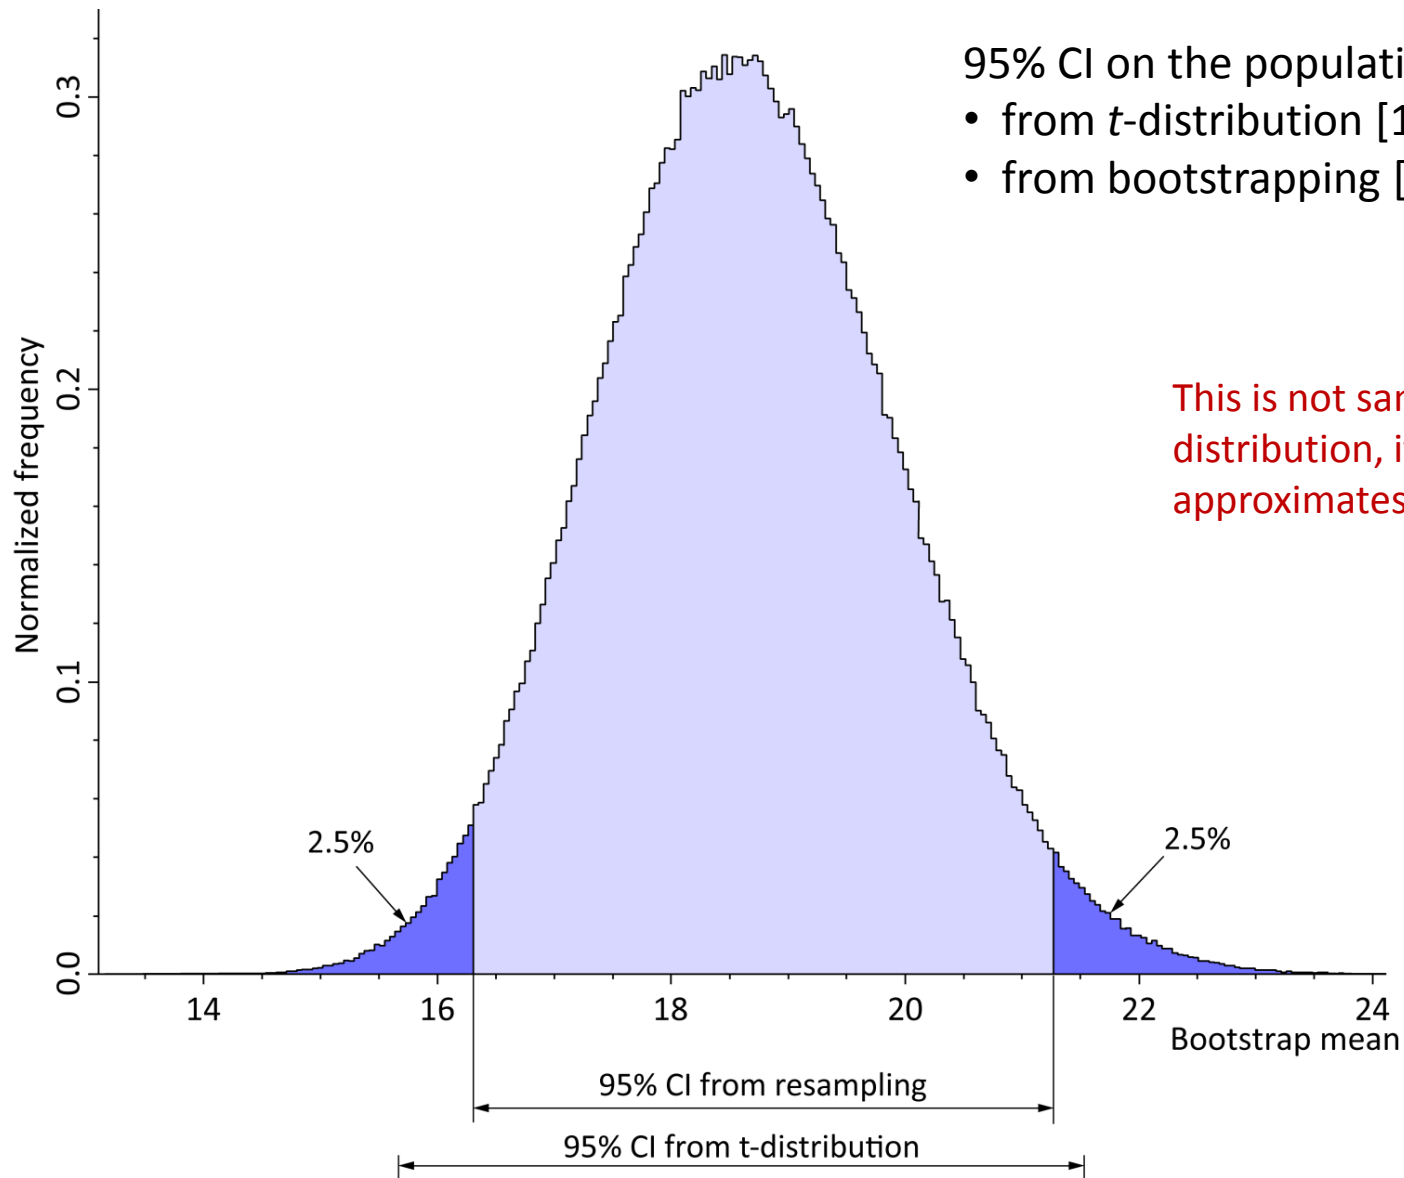 95% CI on the populati
• from t-distribution [1
• from bootstrapping [
This is not sar
distribution, i
approximates
Normalized frequency
0.3
0.2
0.1
0.0
2.5%
2.5%
14 16 18 20 22 24
Bootstrap mean
95% CI from resampling
95% CI from t-distribution